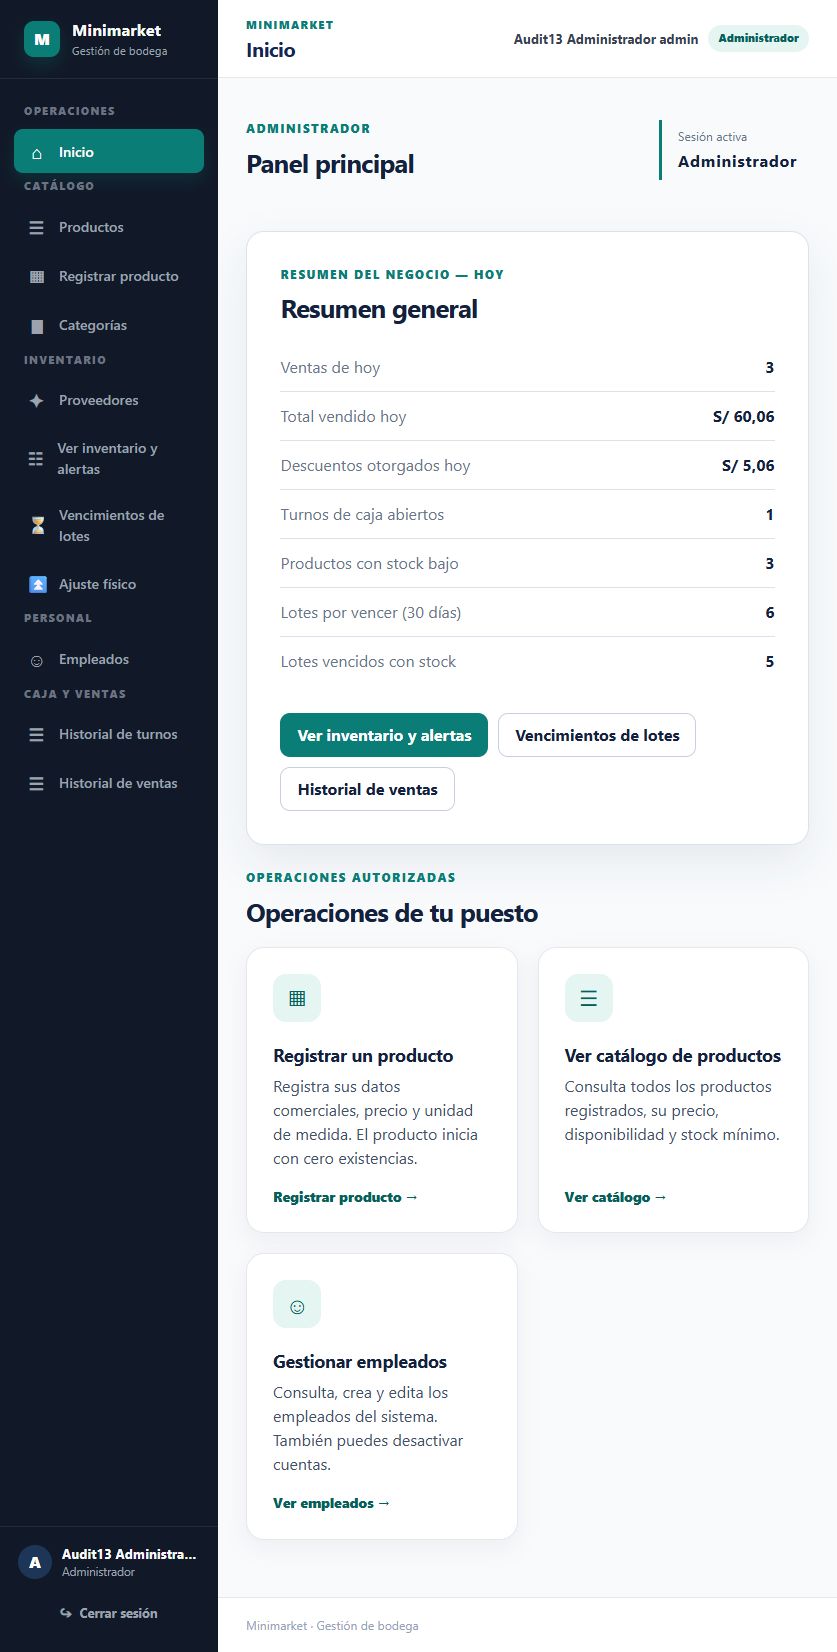 M
Minimarket
Gestión de bodega
OPERACIONES
Inicio
CATÁLOGO
Productos
Registrar producto
Categorías
INVENTARIO
Proveedores
Ver inventario y
alertas
Vencimientos de
lotes
Ajuste físico
PERSONAL
Empleados
CAJA Y VENTAS
Historial de turnos
Historial de ventas
A
Audit13 Administra...
Administrador
Cerrar sesión
MINIMARKET
Inicio
Audit13 Administrador admin
Administrador
ADMINISTRADOR
Panel principal
Sesión activa
Administrador
RESUMEN DEL NEGOCIO — HOY
Resumen general
Ventas de hoy 3
Total vendido hoy S/ 60,06
Descuentos otorgados hoy S/ 5,06
Turnos de caja abiertos 1
Productos con stock bajo 3
Lotes por vencer (30 días) 6
Lotes vencidos con stock 5
Ver inventario y alertas
Vencimientos de lotes
Historial de ventas
OPERACIONES AUTORIZADAS
Operaciones de tu puesto
Registrar un producto
Registra sus datos
comerciales, precio y unidad
de medida. El producto inicia
con cero existencias.
Registrar producto →
Ver catálogo de productos
Consulta todos los productos
registrados, su precio,
disponibilidad y stock mínimo.
Ver catálogo →
Gestionar empleados
Consulta, crea y edita los
empleados del sistema.
También puedes desactivar
cuentas.
Ver empleados →
Minimarket · Gestión de bodega